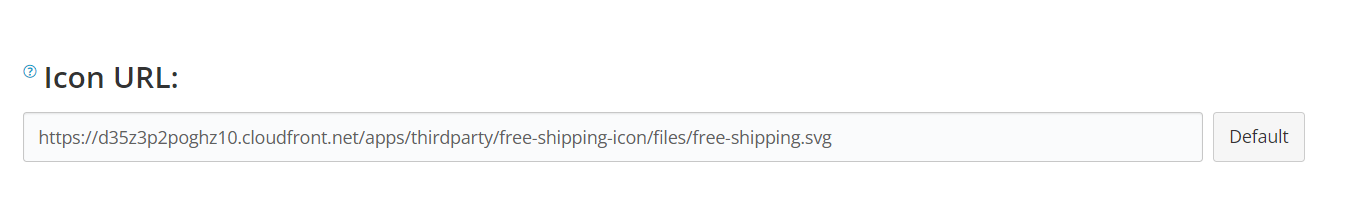 ? Icon URL:
https://d35z3p2poghz10.cloudfront.net/apps/thirdparty/free-shipping-icon/files/free-shipping.svg
Default